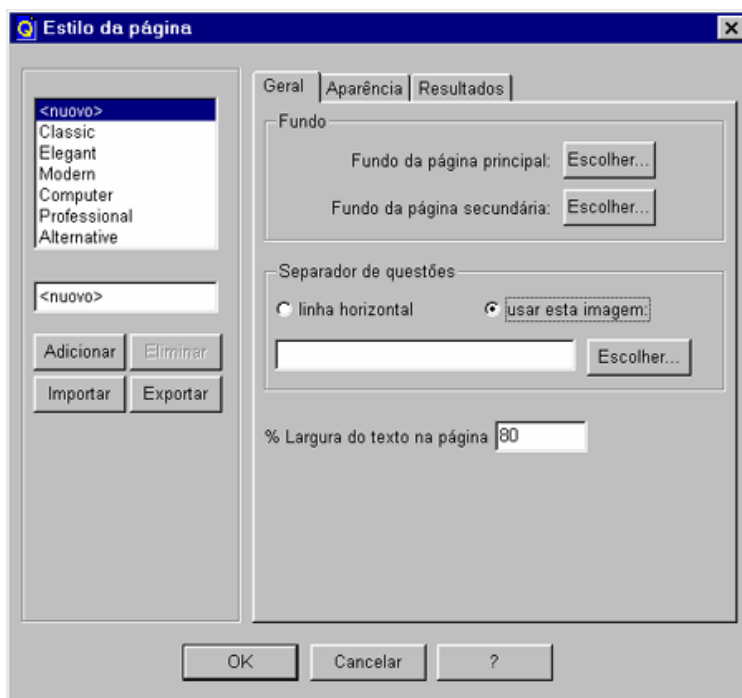 Estilo da página
<nuovo>
Classic
Elegant
Modern
Computer
Professional
Alternative
<nuovo>
Adicionar Eliminar
Importar Exportar
Geral Aparência Resultados
Fundo
Fundo da página principal: Escolher...
Fundo da página secundária: Escolher...
Separador de questões
linha horizontal usar esta imagem:
Escolher...
% Largura do texto na página 80
OK Cancelar ?